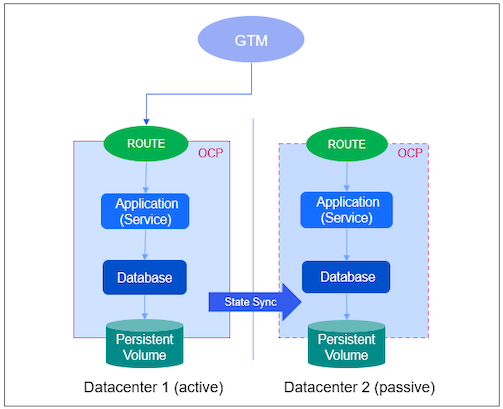 GTM
ROUTE
OCP
Application
(Service)
Database
Persistent
Volume
Datacenter 1 (active)
State Sync
ROUTE
OCP
Application
(Service)
Database
Persistent
Volume
Datacenter 2 (passive)